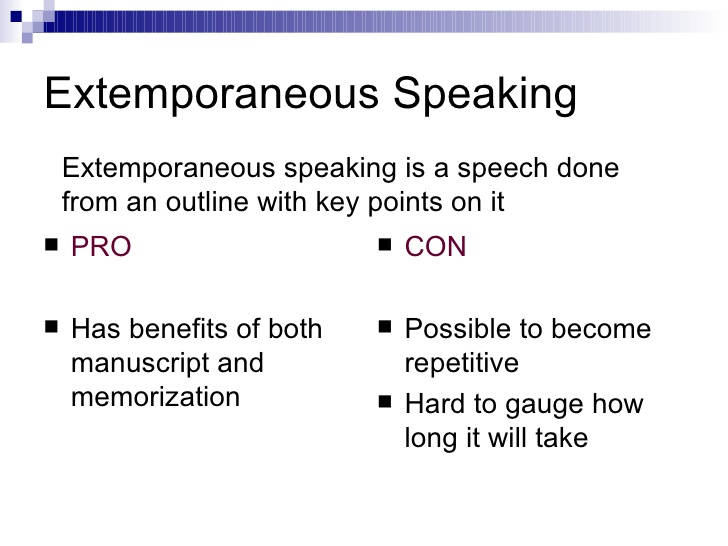 Extemporaneous Speaking
Extemporaneous speaking is a speech done
from an outline with key points on it
PRO
Has benefits of both
manuscript and
memorization
CON
Possible to become
repetitive
Hard to gauge how
long it will take